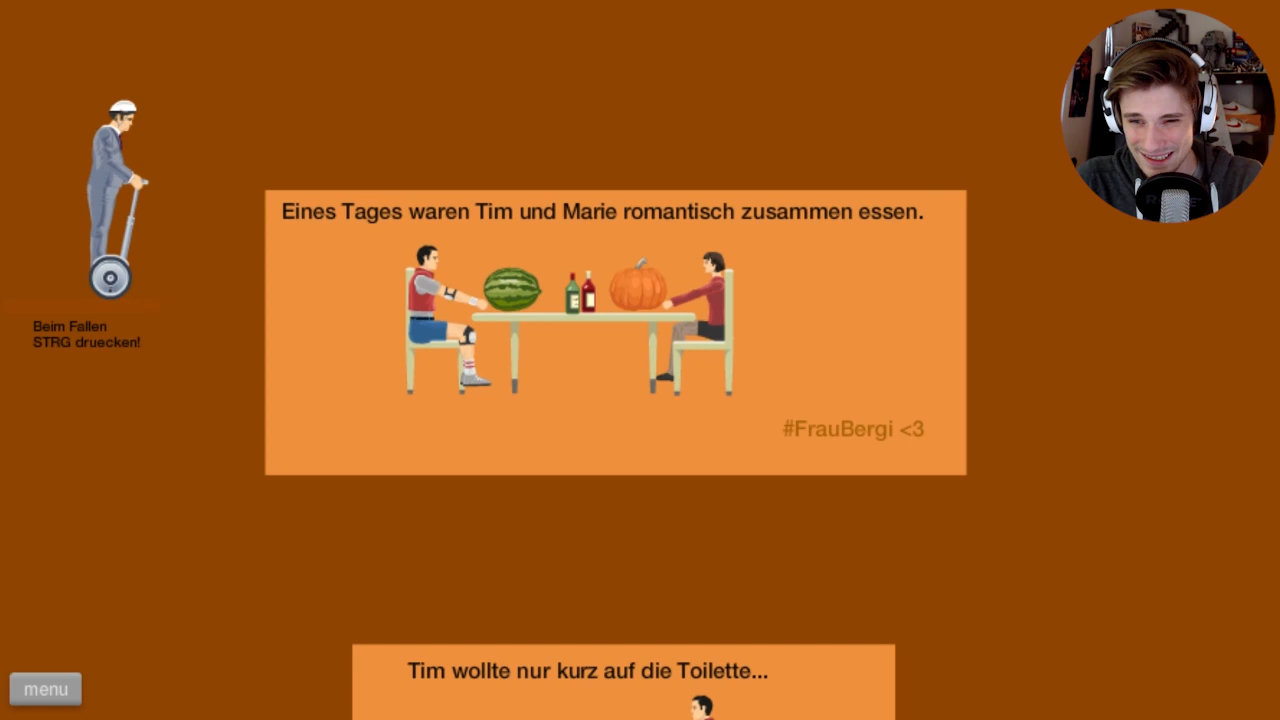 Eines Tages waren Tim und Marie romantisch zusammen essen.
Beim Fallen
STRG druecken!
#FrauBergi <3
Tim wollte nur kurz auf die Toilette...
menu